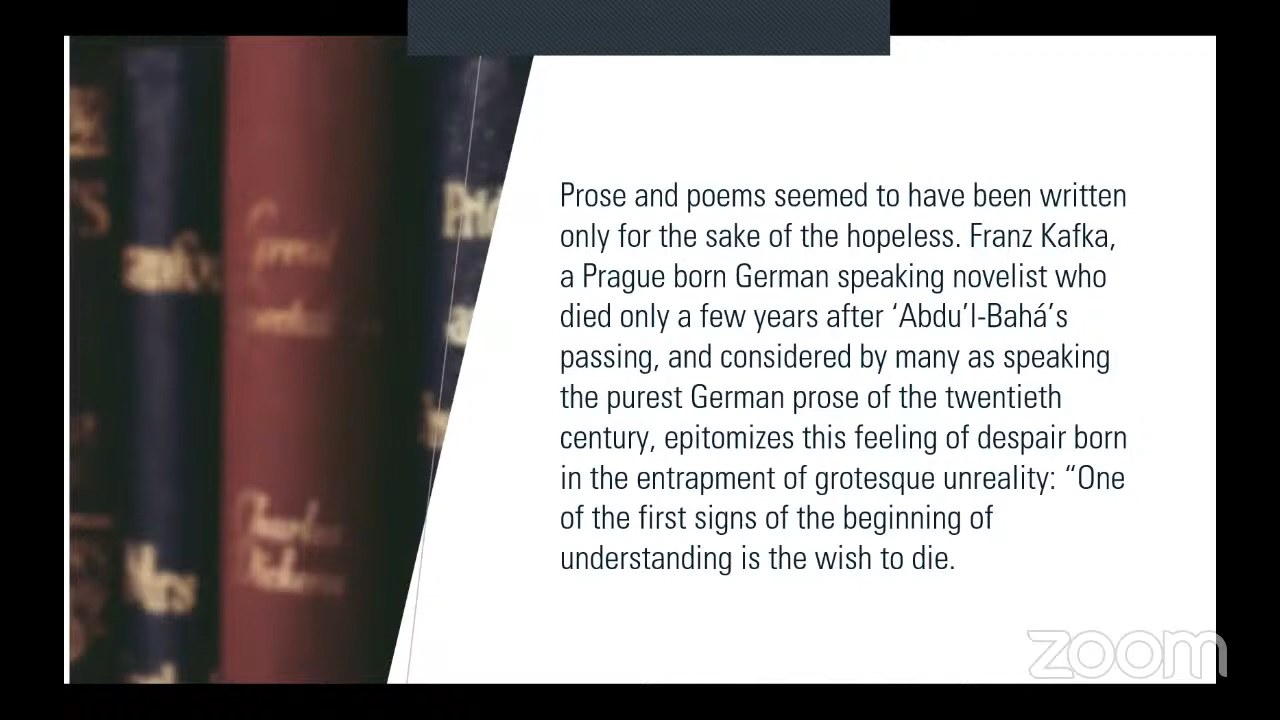 Prose and poems seemed to have been written
only for the sake of the hopeless. Franz Kafka,
a Prague born German speaking novelist who
died only a few years after ‘Abdu’l-Bahá’s
passing, and considered by many as speaking
the purest German prose of the twentieth
century, epitomizes this feeling of despair born
in the entrapment of grotesque unreality: “One
of the first signs of the beginning of
understanding is the wish to die.
zoom